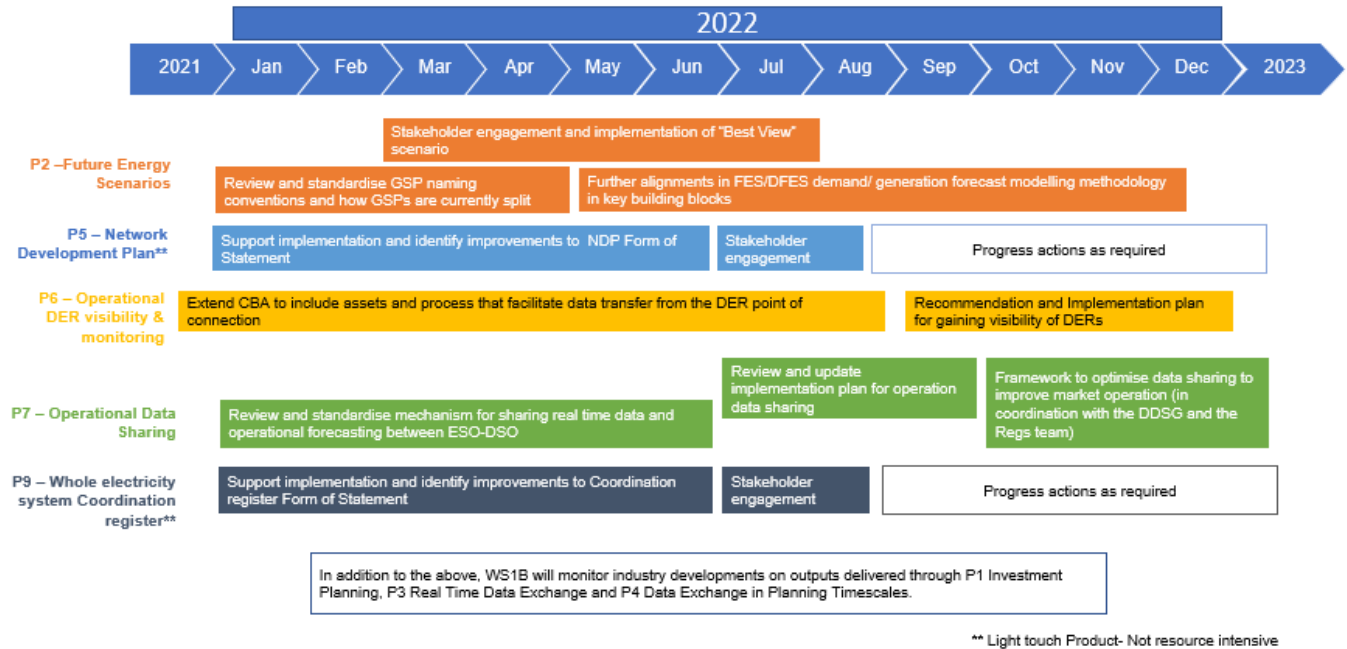 2022
2021 Jan Feb Mar Apr May Jun Jul Aug Sep Oct Nov Dec 2023
P2 –Future Energy
Scenarios
Stakeholder engagement and implementation of "Best View"
scenario
Review and standardise GSP naming
conventions and how GSPs are currently split
Further alignments in FES/DFES demand/ generation forecast modelling methodology
in key building blocks
P5 – Network
Development Plan**
Support implementation and identify improvements to NDP Form of
Statement
Stakeholder
engagement
Progress actions as required
P6 – Operational
DER visibility &
monitoring
Extend CBA to include assets and process that facilitate data transfer from the DER point of
connection
Recommendation and Implementation plan
for gaining visibility of DERs
P7 – Operational Data
Sharing
Review and standardise mechanism for sharing real time data and
operational forecasting between ESO-DSO
Review and update
implementation plan for operation
data sharing
Framework to optimise data sharing to
improve market operation (in
coordination with the DDSG and the
Regs team)
P9 – Whole electricity
system Coordination
register**
Support implementation and identify improvements to Coordination
register Form of Statement
Stakeholder
engagement
Progress actions as required
In addition to the above, WS1B will monitor industry developments on outputs delivered through P1 Investment
Planning, P3 Real Time Data Exchange and P4 Data Exchange in Planning Timescales.
** Light touch Product- Not resource intensive